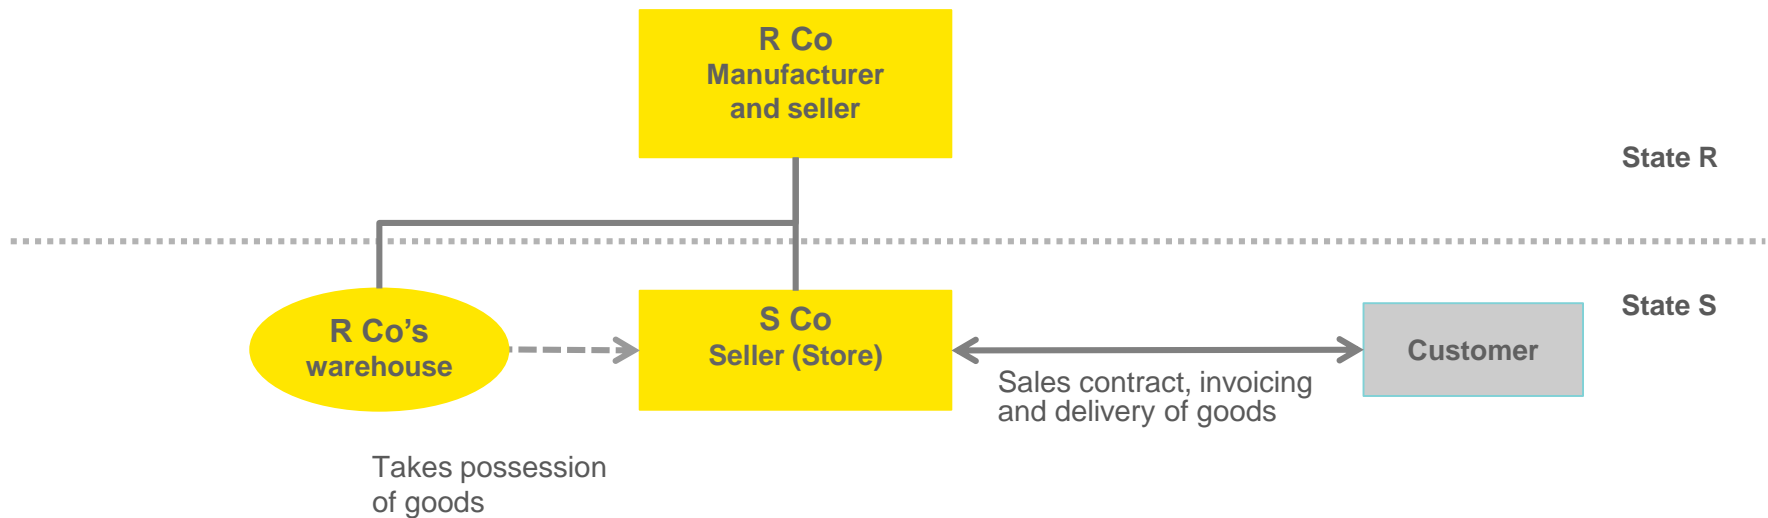 R Co
Manufacturer
and seller
State R
State S
R Co’s
warehouse
S Co
Seller (Store)
Customer
Sales contract, invoicing
and delivery of goods
Takes possession
of goods